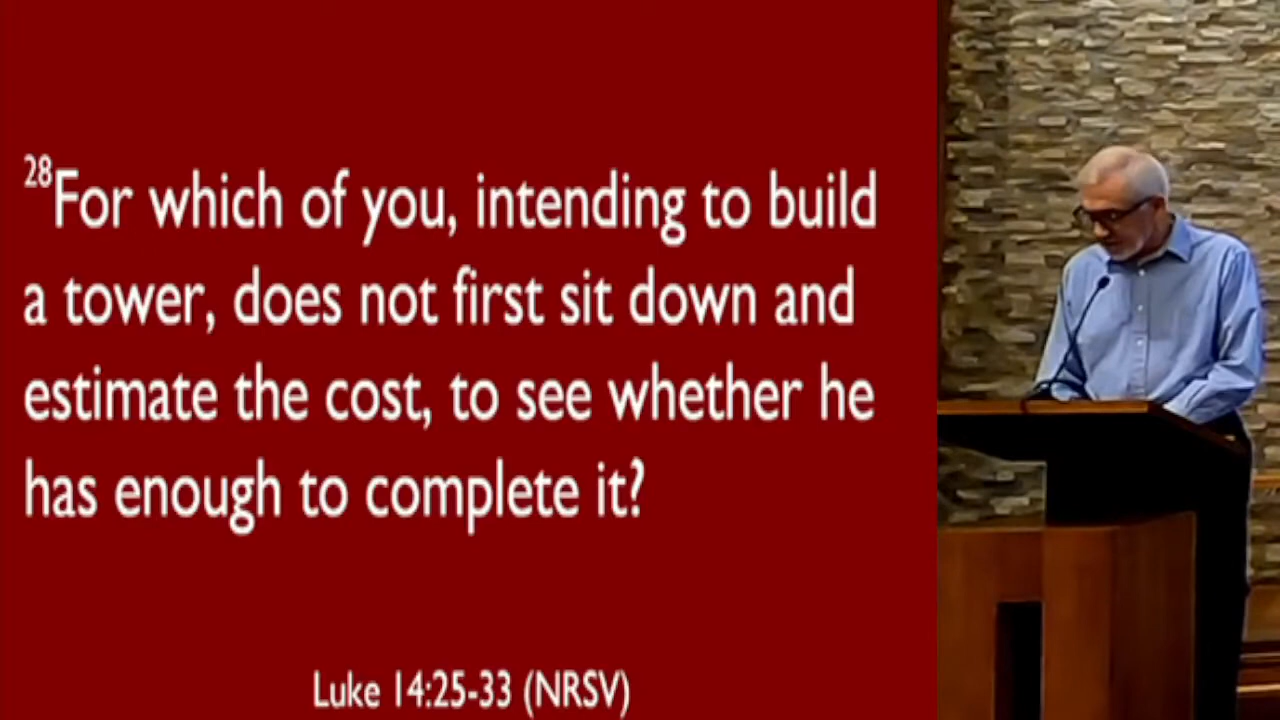 28For which of you, intending to build
a tower, does not first sit down and
estimate the cost, to see whether he
has enough to complete it?
Luke 14:25-33 (NRSV)